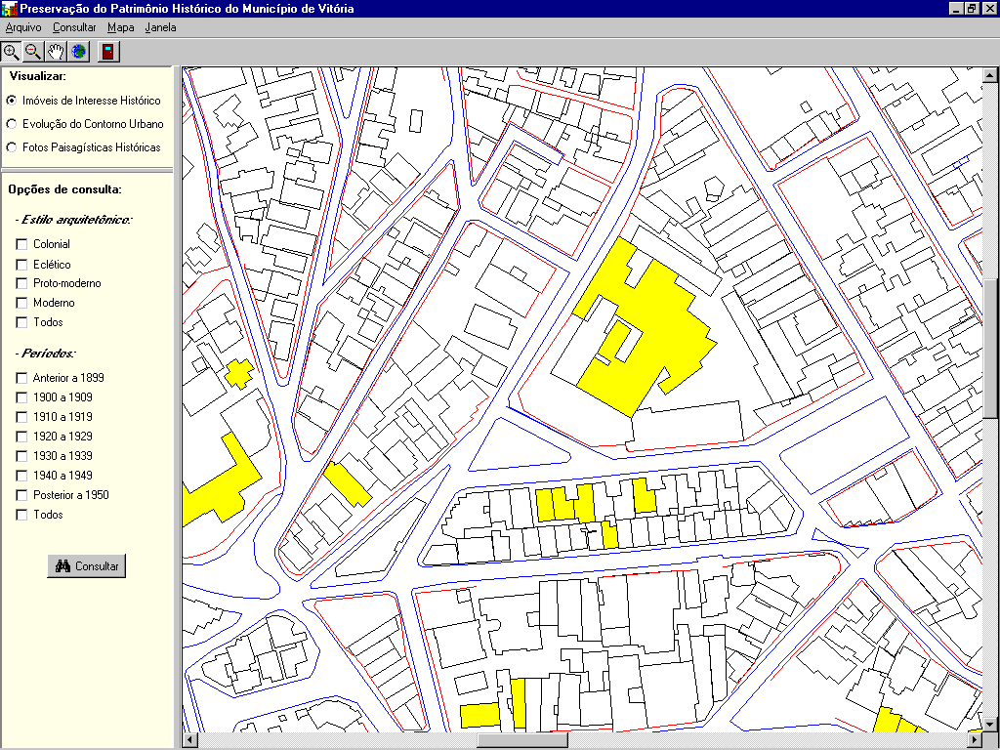 Preservação do Patrimônio Histórico do Município de Vitória
Arquivo Consultar Mapa Janela
Visualizar:
Imóveis de Interesse Histórico
Evolução do Contorno Urbano
Fotos Paisagísticas Históricas
Opções de consulta:
- Estilo arquitetônico:
Colonial
Eclético
Proto-moderno
Moderno
Todos
- Períodos:
Anterior a 1899
1900 a 1909
1910 a 1919
1920 a 1929
1930 a 1939
1940 a 1949
Posterior a 1950
Todos
Consultar